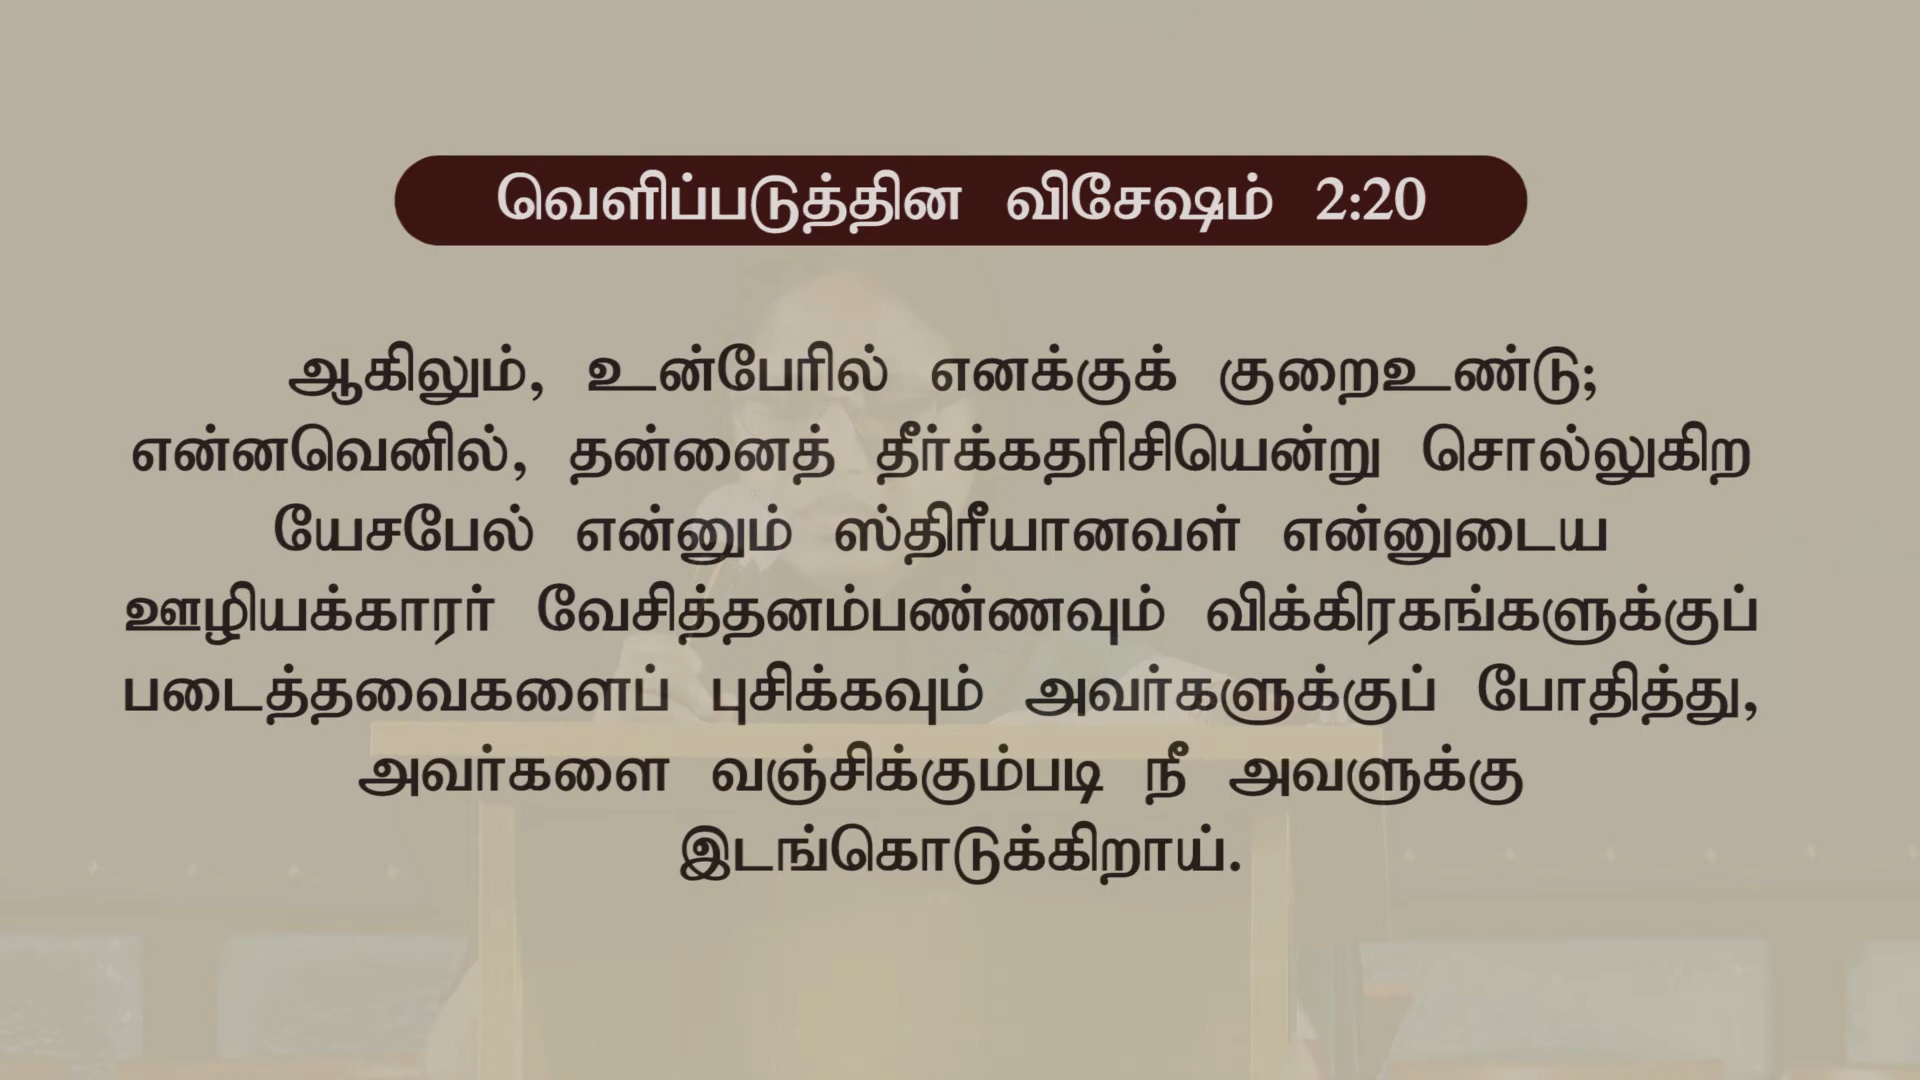 வெளிப்படுத்தின விசேஷம் 2:20
ஆகிலும், உன்பேரில் எனக்குக் குறைஉண்டு;
என்னவெனில், தன்னைத் தீர்க்கதரிசியென்று சொல்லுகிற
யேசபேல் என்னும் ஸ்திரீயானவள் என்னுடைய
ஊழியக்காரர் வேசித்தனம்பண்ணவும் விக்கிரகங்களுக்குப்
படைத்தவைகளைப் புசிக்கவும் அவர்களுக்குப் போதித்து,
அவர்களை வஞ்சிக்கும்படி நீ அவளுக்கு
இடங்கொடுக்கிறாய்.